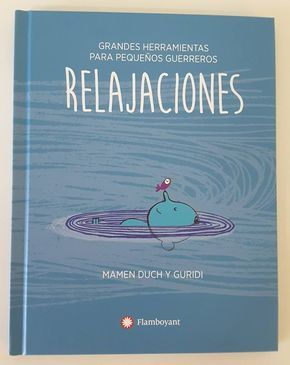 GRANDES HERRAMIENTAS
PARA PEQUEÑOS GUERREROS
RELAJACIONES
MAMEN DUCH Y GURIDI
Flamboyant